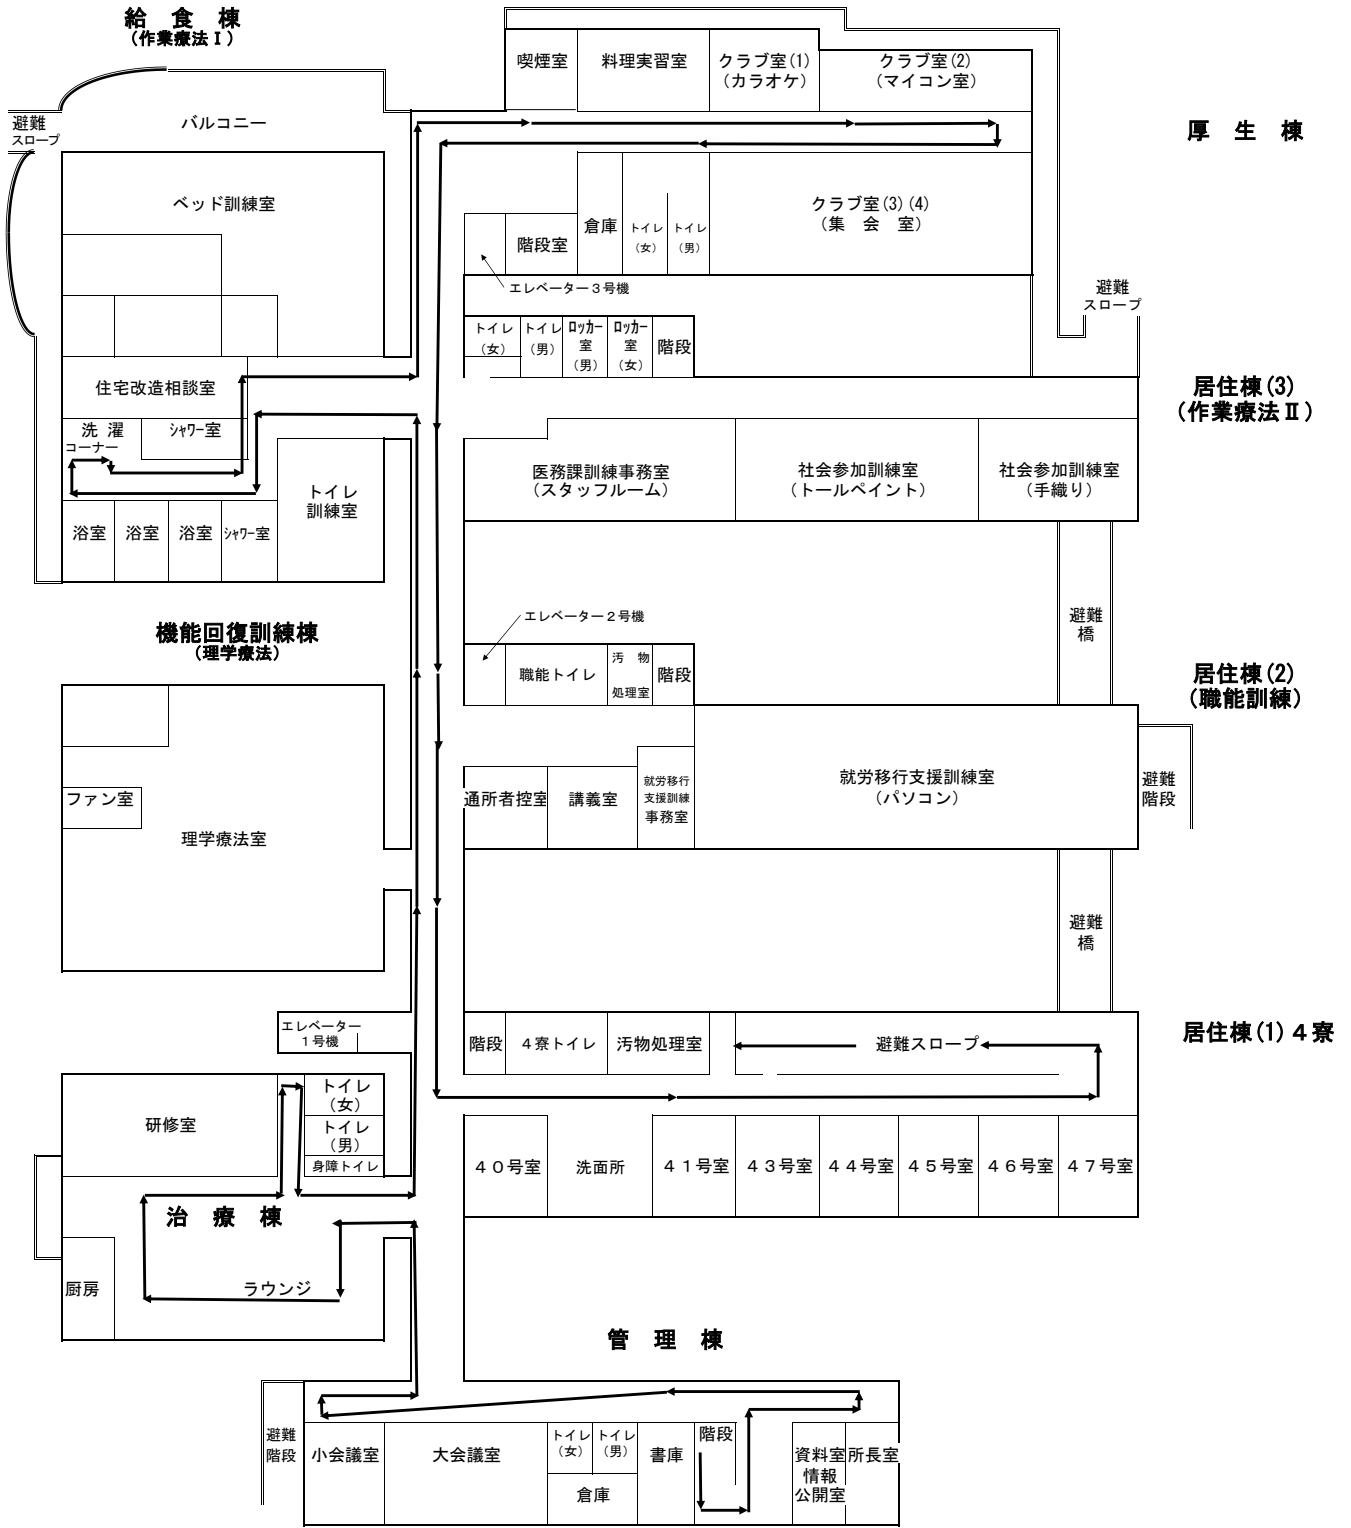 給　食　棟
（作業療法Ⅰ）
避難
スロープ
バルコニー
喫煙室
料理実習室
クラブ室(1)
（カラオケ）
クラブ室(2)
（マイコン室）
厚　生　棟
ベッド訓練室
倉庫
トイレ
（女）
トイレ
（男）
クラブ室(3)(4)
（集　会　室）
階段室
エレベーター３号機
避難
スロープ
トイレ
（女）
トイレ
（男）
ﾛｯｶｰ
室
（男）
ﾛｯｶｰ
室
（女）
階段
住宅改造相談室
居住棟(3)
（作業療法Ⅱ）
洗 濯
コーナー
ｼｬﾜｰ室
医務課訓練事務室
（スタッフルーム）
社会参加訓練室
（トールペイント）
社会参加訓練室
（手織り）
トイレ
訓練室
浴室
浴室
浴室
ｼｬﾜｰ室
エレベーター２号機
避難
橋
機能回復訓練棟
（理学療法）
職能トイレ
汚　物
処理室
階段
居住棟(2)
（職能訓練）
ファン室
理学療法室
通所者控室
講義室
就労移行
支援訓練
事務室
就労移行支援訓練室
（パソコン）
避難
階段
避難
橋
エレベーター
１号機
階段
４寮トイレ
汚物処理室
避難スロープ
居住棟(1)４寮
研修室
トイレ
（女）
トイレ
（男）
身障トイレ
４０号室
洗面所
４１号室
４３号室
４４号室
４５号室
４６号室
４７号室
治　療　棟
厨房
ラウンジ
管　理　棟
避難
階段
小会議室
大会議室
トイレ
（女）
トイレ
（男）
倉庫
書庫
階段
資料室
情報
公開室
所長室